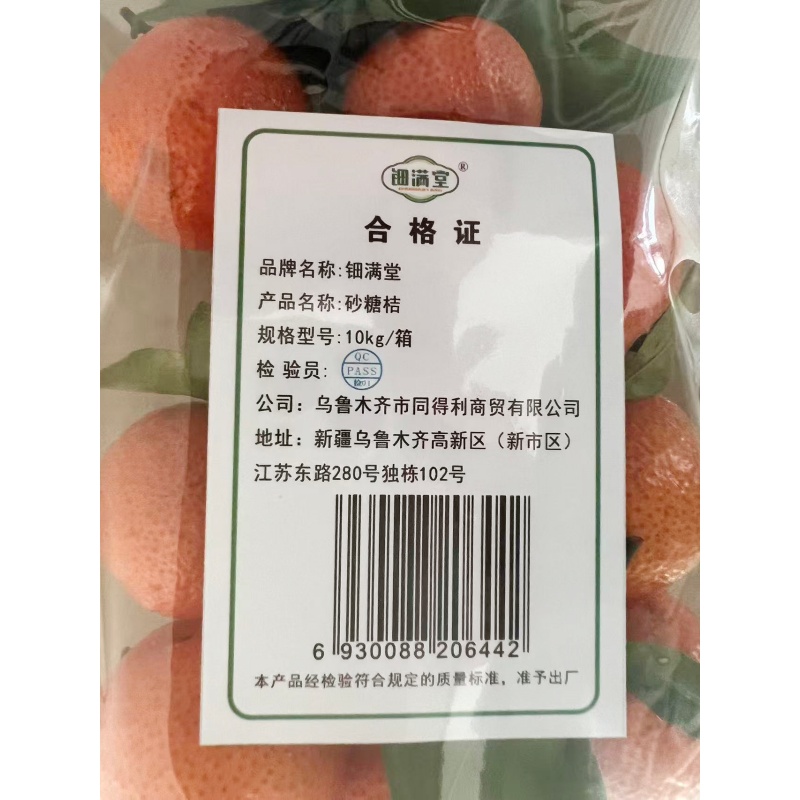 钿满堂®
合格证
品牌名称:钿满堂
产品名称:砂糖桔
规格型号:10kg/箱
检 验员:
QC
PASS
公司：乌鲁木齐市同得利商贸有限公司
地址：新疆乌鲁木齐高新区（新市区）
江苏东路280号独栋102号
6 930088 206442
本产品经检验符合规定的质量标准，准予出厂